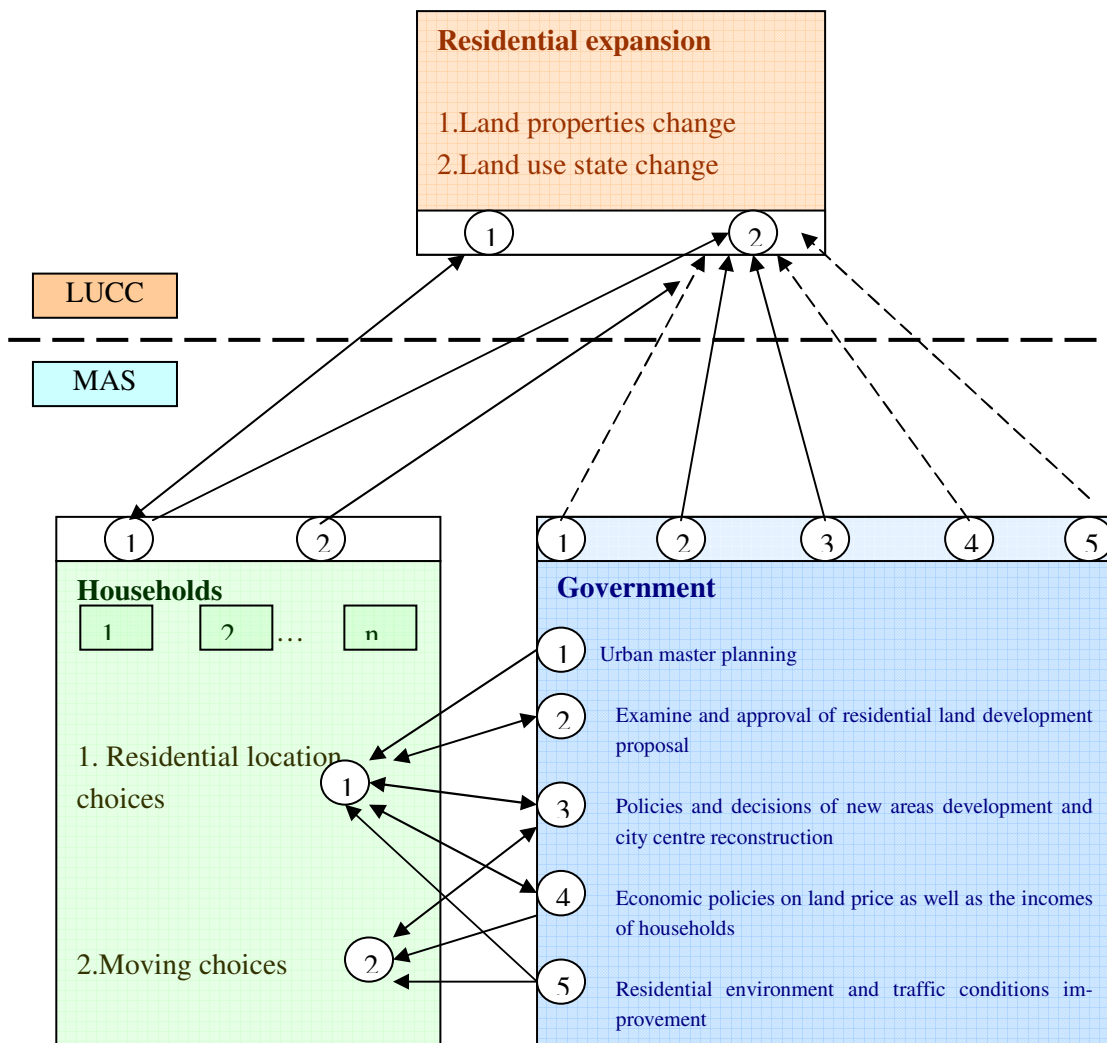 Residential expansion
1.Land properties change
2.Land use state change
1
2
LUCC
MAS
1
2
1
2
3
4
5
Households
1
2
…
n
Government
1
Urban master planning
2
Examine and approval of residential land development
proposal
1. Residential location
choices
1
3
Policies and decisions of new areas development and
city centre reconstruction
4
Economic policies on land price as well as the incomes
of households
2.Moving choices
2
5
Residential environment and traffic conditions im-
provement